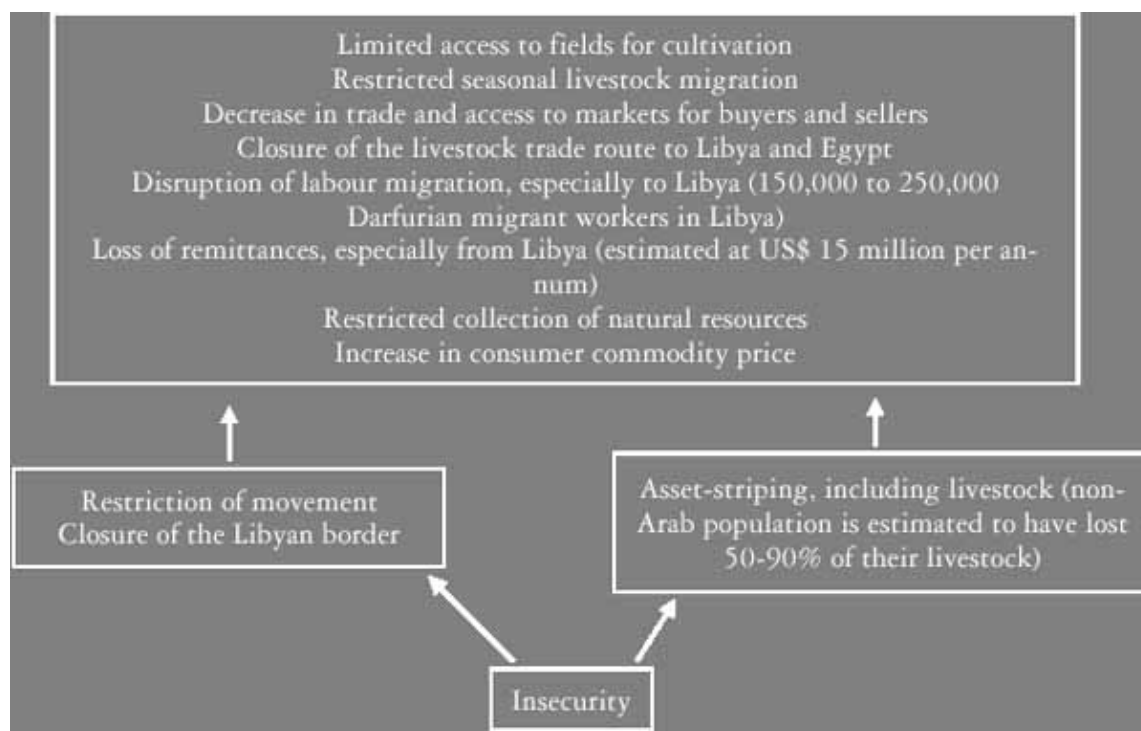 Limited access to fields for cultivation
Restricted seasonal livestock migration
Decrease in trade and access to markets for buyers and sellers
Closure of the livestock trade route to Libya and Egypt
Disruption of labour migration, especially to Libya (150,000 to 250,000
Darfurian migrant workers in Libya)
Loss of remittances, especially from Libya (estimated at US$ 15 million per an-
num)
Restricted collection of natural resources
Increase in consumer commodity price
Restriction of movement
Closure of the Libyan border
Asset-striping, including livestock (non-
Arab population is estimated to have lost
50-90% of their livestock)
Insecurity